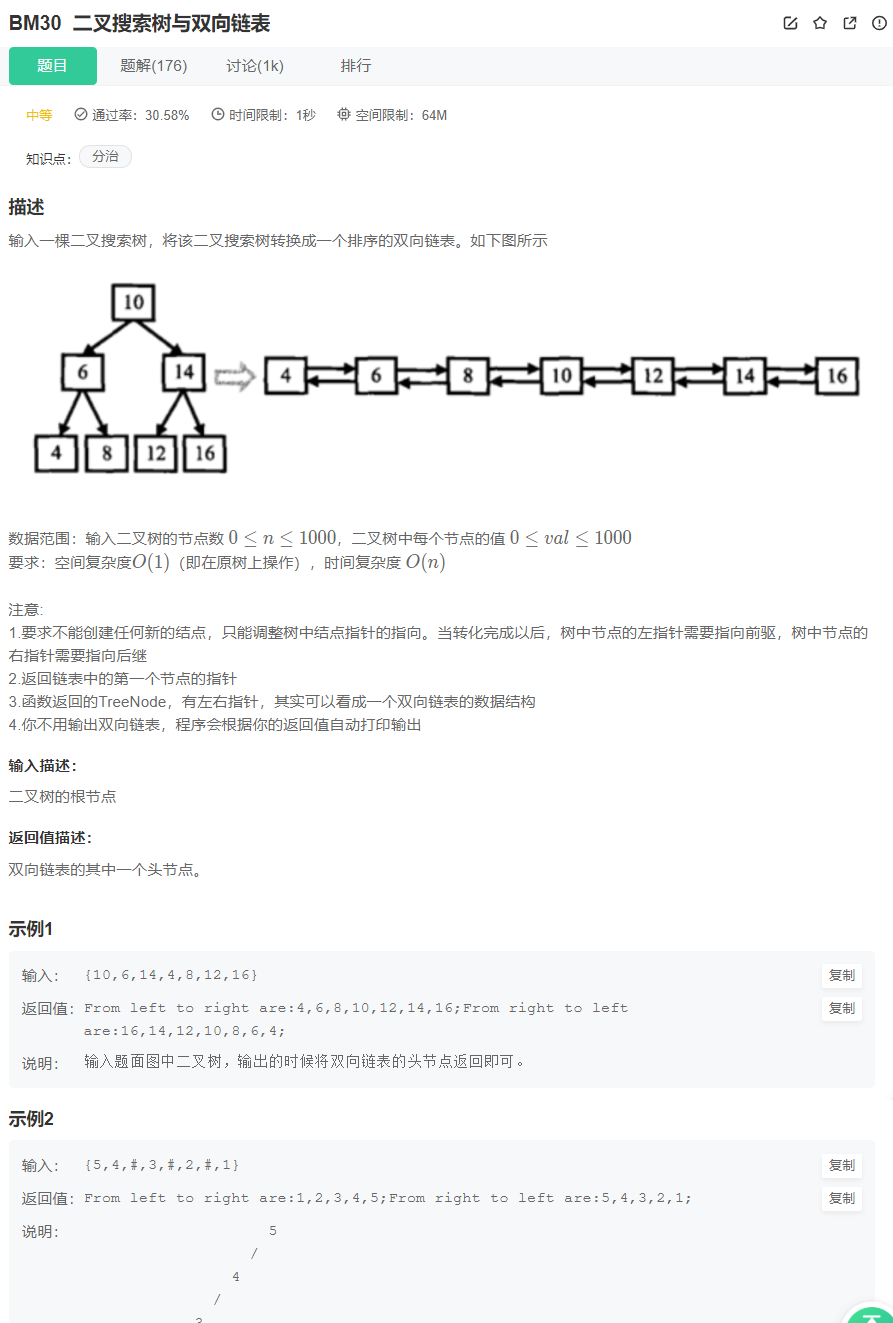 BM30 二叉搜索树与双向链表
题目 题解(176) 讨论(1k) 排行
中等 通过率：30.58% 时间限制：1秒 空间限制：64M
知识点： 分治
描述
输入一棵二叉搜索树，将该二叉搜索树转换成一个排序的双向链表。如下图所示
10
6 14 4 6 8 10 12 14 16
4 8 12 16
数据范围：输入二叉树的节点数 0 ≤ n ≤ 1000，二叉树中每个节点的值 0 ≤ val ≤ 1000
要求：空间复杂度O(1)（即在原树上操作），时间复杂度 O(n)
注意:
1.要求不能创建任何新的结点，只能调整树中结点指针的指向。当转化完成以后，树中节点的左指针需要指向前驱，树中节点的
右指针需要指向后继
2.返回链表中的第一个节点的指针
3.函数返回的TreeNode，有左右指针，其实可以看成一个双向链表的数据结构
4.你不用输出双向链表，程序会根据你的返回值自动打印输出
输入描述：
二叉树的根节点
返回值描述：
双向链表的其中一个头节点。
示例1
输入： {10,6,14,4,8,12,16} 复制
返回值： From left to right are:4,6,8,10,12,14,16;From right to left 复制
are:16,14,12,10,8,6,4;
说明： 输入题面图中二叉树，输出的时候将双向链表的头节点返回即可。
示例2
输入： {5,4,#,3,#,2,#,1} 复制
返回值： From left to right are:1,2,3,4,5;From right to left are:5,4,3,2,1; 复制
说明： 5
/
4
/
3